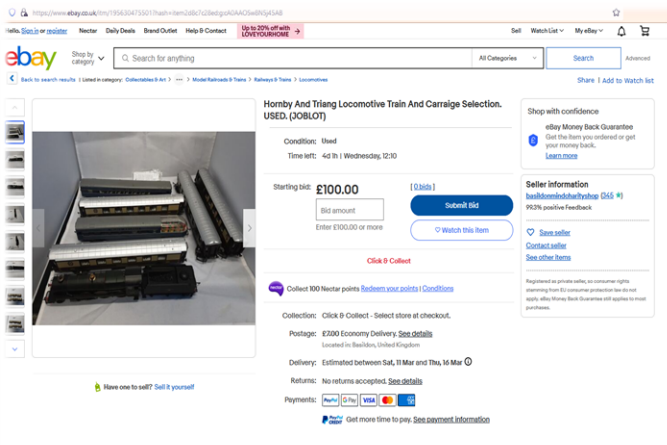 Hello. Sign in or register Nectar Daily Deals Brand Outlet Help & Contact Up to 20% off with LOVEYOURHOME → Sell Watch List My eBay
ebay Shop by category Search for anything All Categories Search Advanced
Back to search results | Listed in category: Collectables & Art > ... > Model Railroads & Trains > Railways & Trains > Locomotives Share | Add to Watch list
Hornby And Triang Locomotive Train And Carraige Selection.
USED. (JOBLOT)
Condition: Used
Time left: 4d 1h | Wednesday, 12:10
Starting bid: £100.00 [ 0 bids ]
Bid amount Submit Bid
Enter £100.00 or more Watch this item
Click & Collect
nectar Collect 100 Nectar points Redeem your points | Conditions
Collection: Click & Collect - Select store at checkout.
Postage: £7.00 Economy Delivery. See details
Located in: Basildon, United Kingdom
Delivery: Estimated between Sat, 11 Mar and Thu, 16 Mar
Returns: No returns accepted. See details
Payments: PayPal G Pay VISA
PayPal CREDIT Get more time to pay. See payment information
Have one to sell? Sell it yourself
Shop with confidence
eBay Money Back Guarantee
Get the item you ordered or get
your money back.
Learn more
Seller information
basildonmindcharityshop (345 ★)
99.3% positive Feedback
Save seller
Contact seller
See other items
Registered as private seller, so consumer rights
stemming from EU consumer protection law do not
apply. eBay Money Back Guarantee still applies to most
purchases.